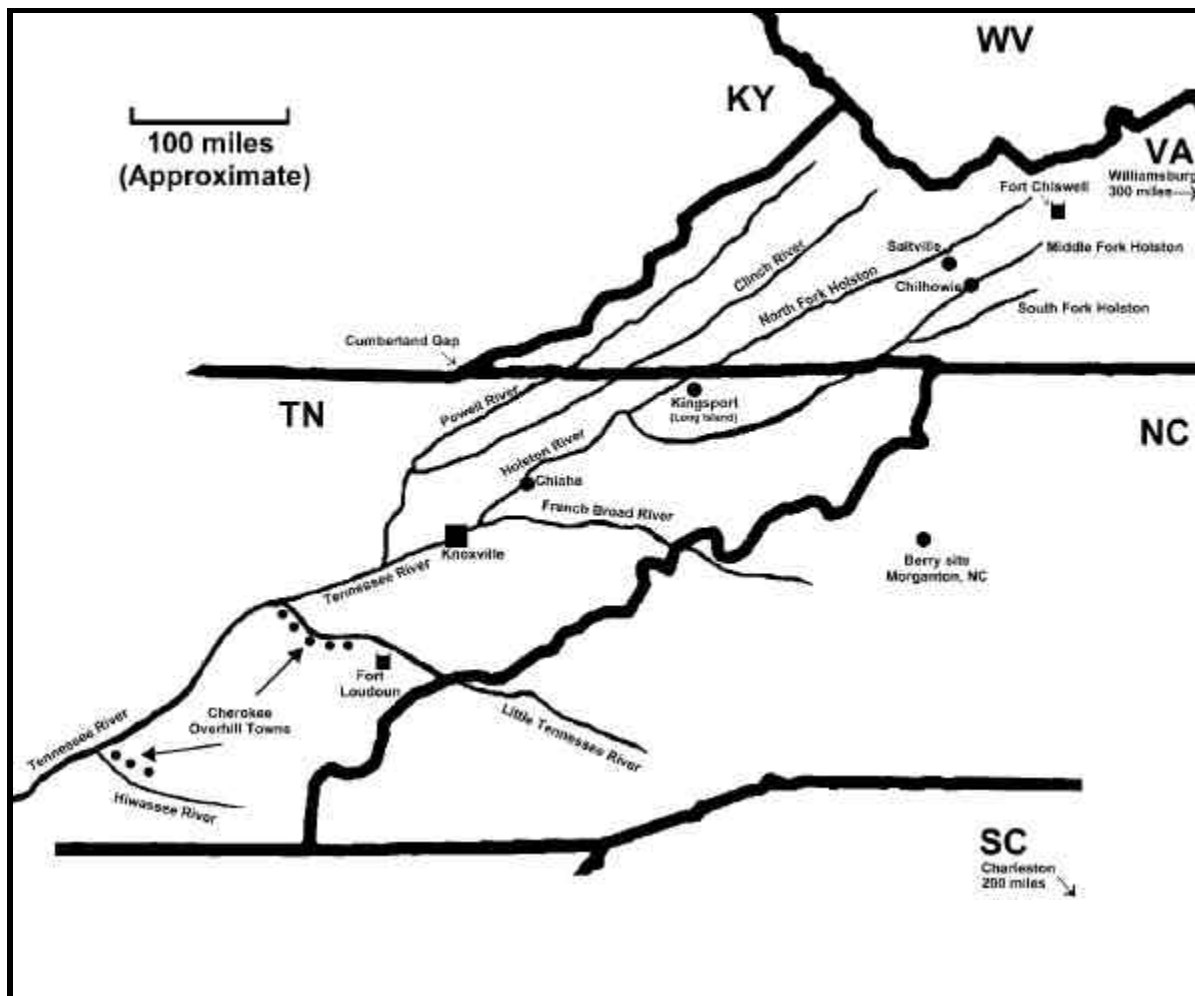 WV
KY
100 miles
(Approximate)
VA
Williamsburg
300 miles
Fort Chiswell
Saltville
Middle Fork Holston
Clinch River
North Fork Holston
Chilhowie
South Fork Holston
Cumberland Gap
TN
Powell River
Kingsport
(Long Island)
NC
Holston River
Chiaha
French Broad River
Knoxville
Berry site
Morganton, NC
Tennessee River
Fort
Loudoun
Cherokee
Overhill Towns
Little Tennessee River
Tennessee River
Hiwassee River
SC
Charleston
200 miles